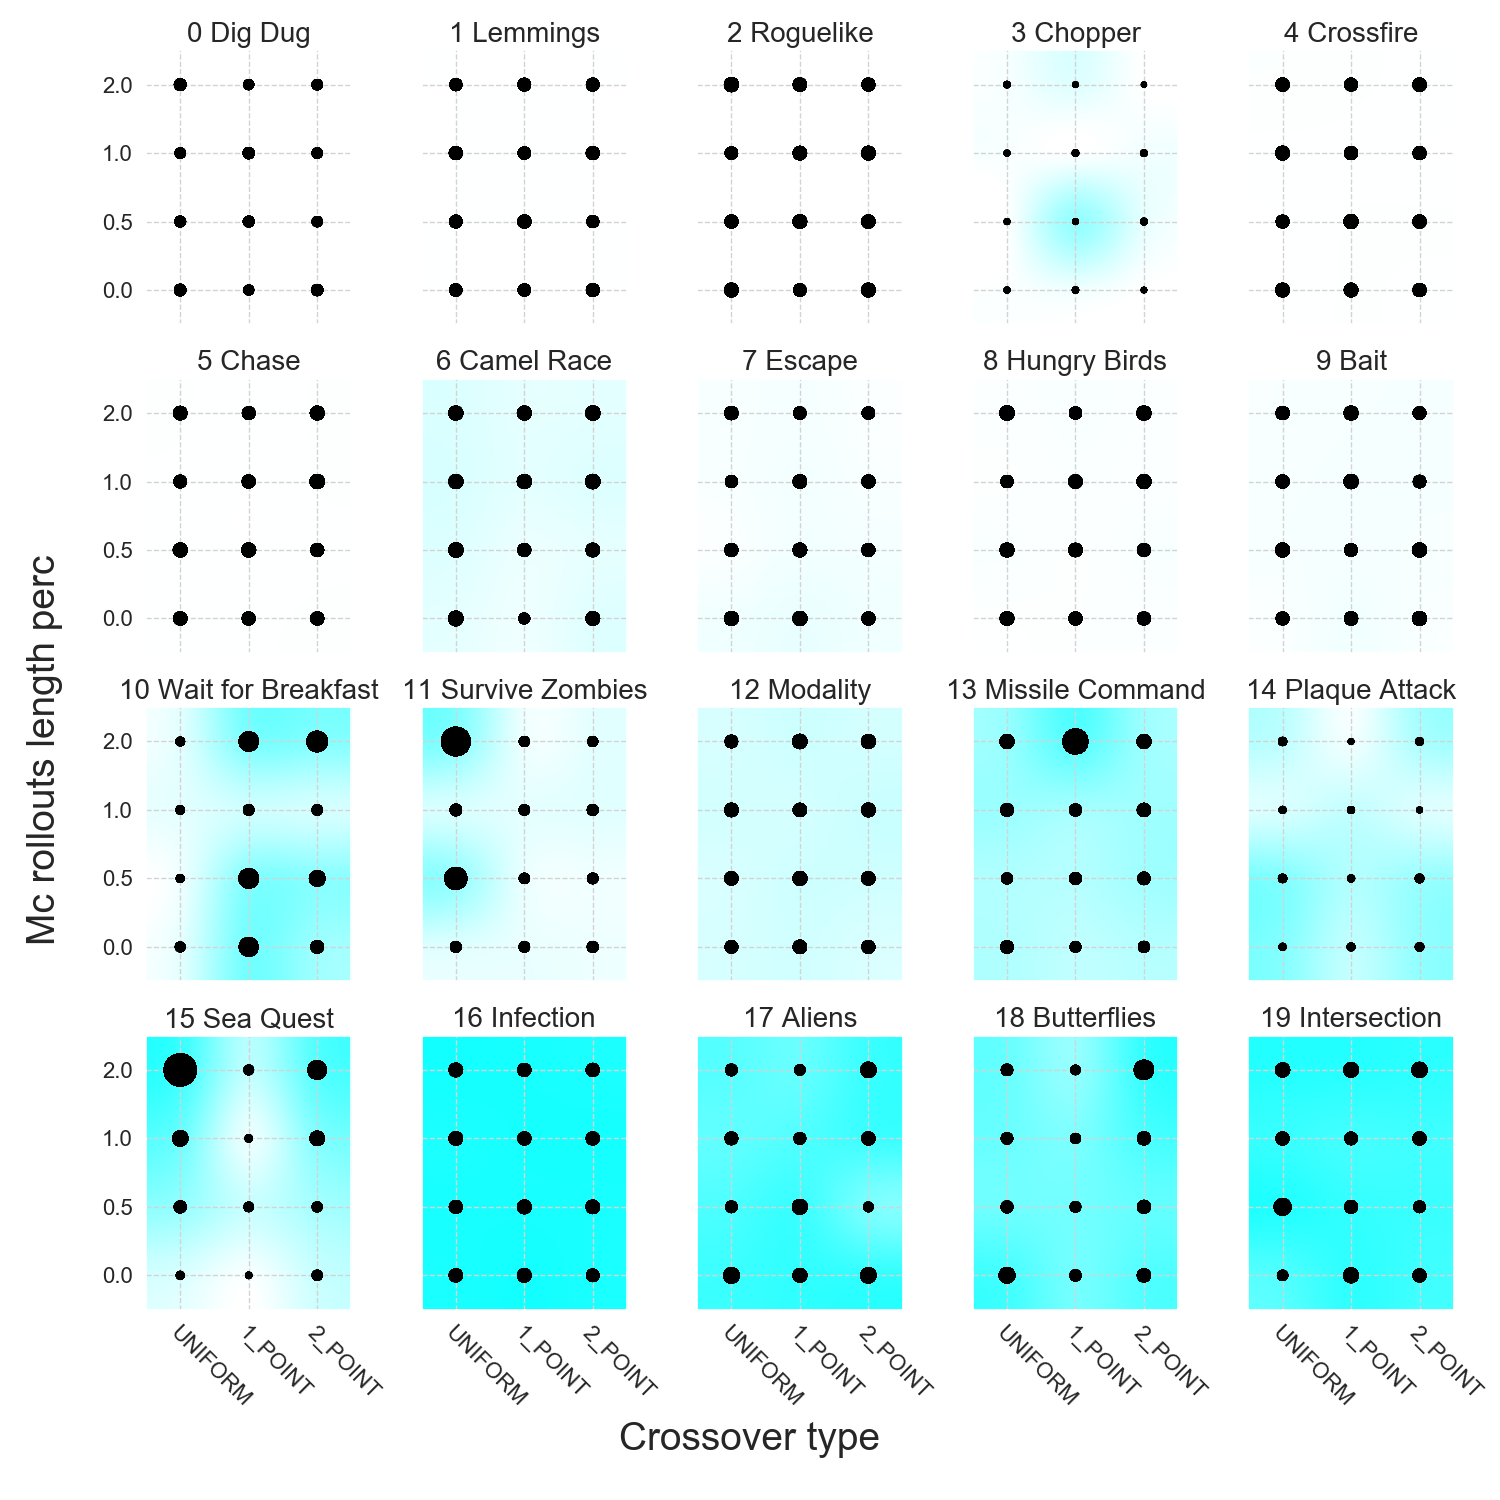 0 Dig Dug
1 Lemmings
2 Roguelike
3 Chopper
4 Crossfire
2.0
1.0
0.5
0.0
5 Chase
6 Camel Race
7 Escape
8 Hungry Birds
9 Bait
2.0
1.0
0.5
0.0
Mc rollouts length perc
10 Wait for Breakfast
11 Survive Zombies
12 Modality
13 Missile Command
14 Plaque Attack
2.0
1.0
0.5
0.0
15 Sea Quest
16 Infection
17 Aliens
18 Butterflies
19 Intersection
2.0
1.0
0.5
0.0
UNIFORM
1_POINT
2_POINT
UNIFORM
1_POINT
2_POINT
UNIFORM
1_POINT
2_POINT
UNIFORM
1_POINT
2_POINT
UNIFORM
1_POINT
2_POINT
Crossover type